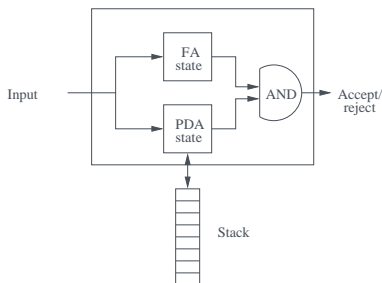 FA
state
Input
AND
Accept/
reject
PDA
state
Stack